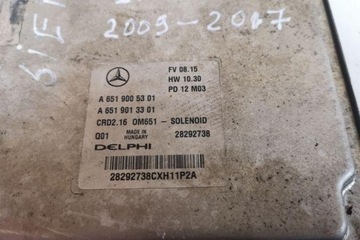 2009-2017
FV 08.15
HW 10.30
PD 12 M03
A 651 900 53 01
A 651 901 33 01
CRD2.16 OM651 - SOLENOID
Q01 MADE IN HUNGARY 28292738
DELPHI
28292738CXH11P2A